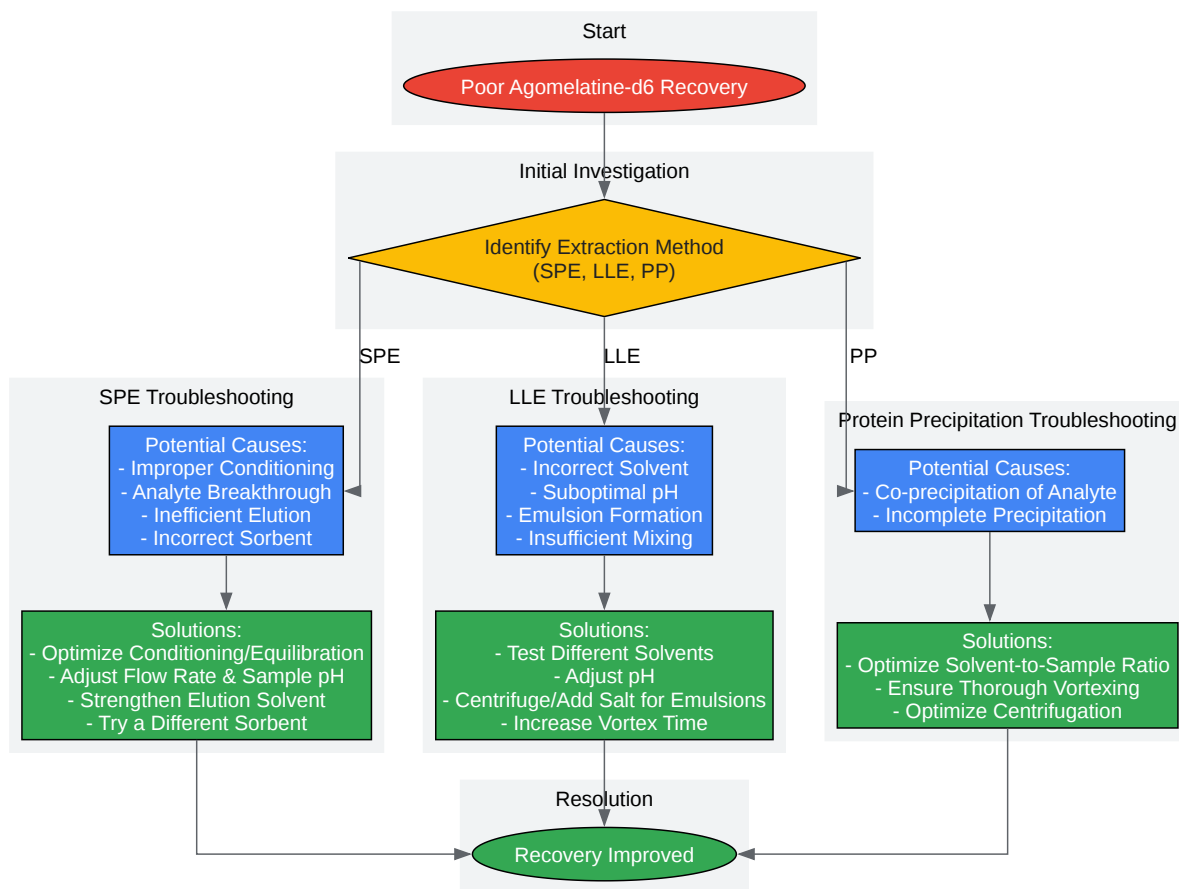 Start
Poor Agomelatine-d6 Recovery
Initial Investigation
Identify Extraction Method
(SPE, LLE, PP)
SPE
LLE
PP
SPE Troubleshooting
Potential Causes:
- Improper Conditioning
- Analyte Breakthrough
- Inefficient Elution
- Incorrect Sorbent
Solutions:
- Optimize Conditioning/Equilibration
- Adjust Flow Rate & Sample pH
- Strengthen Elution Solvent
- Try a Different Sorbent
LLE Troubleshooting
Potential Causes:
- Incorrect Solvent
- Suboptimal pH
- Emulsion Formation
- Insufficient Mixing
Solutions:
- Test Different Solvents
- Adjust pH
- Centrifuge/Add Salt for Emulsions
- Increase Vortex Time
Protein Precipitation Troubleshooting
Potential Causes:
- Co-precipitation of Analyte
- Incomplete Precipitation
Solutions:
- Optimize Solvent-to-Sample Ratio
- Ensure Thorough Vortexing
- Optimize Centrifugation
Resolution
Recovery Improved